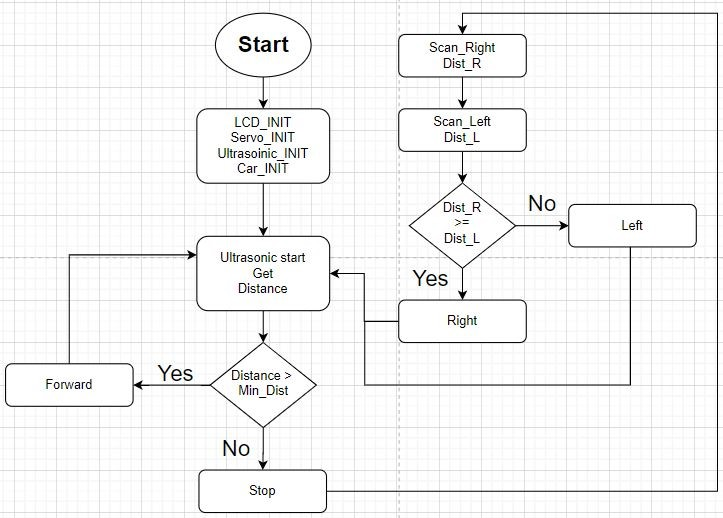 Start
LCD_INIT
Servo_INIT
Ultrasoinic_INIT
Car_INIT
Ultrasonic start
Get
Distance
Distance >
Min_Dist
Yes
Forward
No
Stop
Scan_Right
Dist_R
Scan_Left
Dist_L
Dist_R
>=
Dist_L
No
Left
Yes
Right